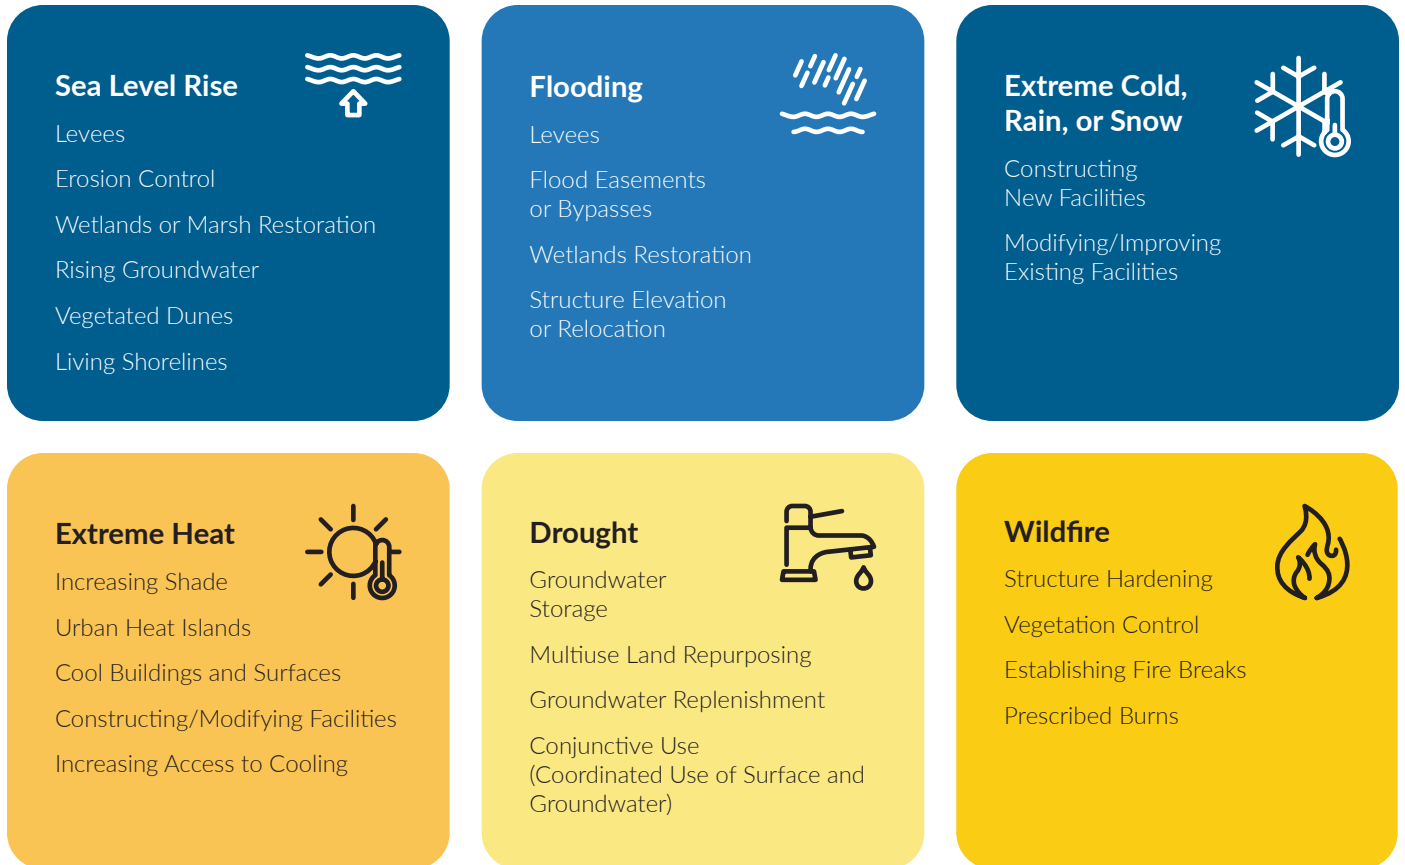 Sea Level Rise
Levees
Erosion Control
Wetlands or Marsh Restoration
Rising Groundwater
Vegetated Dunes
Living Shorelines
Flooding
Levees
Flood Easements
or Bypasses
Wetlands Restoration
Structure Elevation
or Relocation
Extreme Cold,
Rain, or Snow
Constructing
New Facilities
Modifying/Improving
Existing Facilities
Extreme Heat
Increasing Shade
Urban Heat Islands
Cool Buildings and Surfaces
Constructing/Modifying Facilities
Increasing Access to Cooling
Drought
Groundwater
Storage
Multiuse Land Repurposing
Groundwater Replenishment
Conjunctive Use
(Coordinated Use of Surface and
Groundwater)
Wildfire
Structure Hardening
Vegetation Control
Establishing Fire Breaks
Prescribed Burns